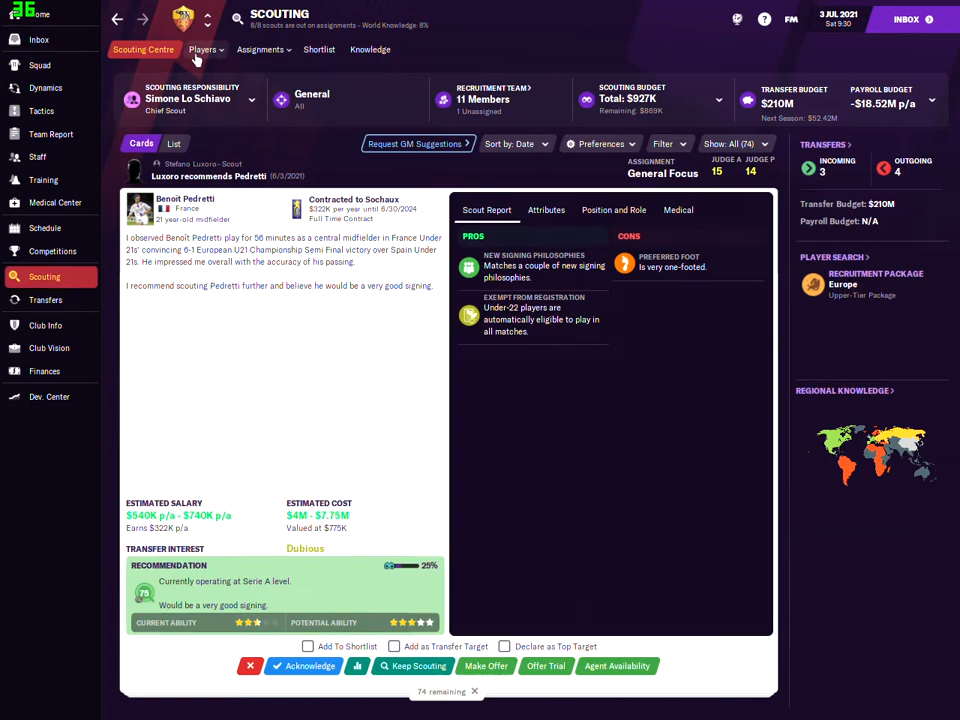 36
ome
SCOUTING
8/8 scouts are out on assignments - World Knowledge: 8%
FM
3 JUL 2021
Sat 9:30
INBOX
Inbox
Scouting Centre
Players
Assignments
Shortlist
Knowledge
Squad
Dynamics
Tactics
Team Report
Staff
Training
Medical Center
Schedule
Competitions
Scouting
Transfers
Club Info
Club Vision
Finances
Dev. Center
SCOUTING RESPONSIBILITY
Simone Lo Schiavo
Chief Scout
General
All
RECRUITMENT TEAM>
11 Members
1 Unassigned
SCOUTING BUDGET
Total: $927K
Remaining: $869K
TRANSFER BUDGET
$210M
Next Season: $52.42M
PAYROLL BUDGET
-$18.52M p/a
Cards
List
Request GM Suggestions >
Sort by: Date
Preferences
Filter
Show: All (74)
Stefano Luxoro - Scout
Luxoro recommends Pedretti (6/3/2021)
ASSIGNMENT
General Focus
JUDGE A
15
JUDGE P
14
Benoît Pedretti
France
21 year-old midfielder
Contracted to Sochaux
$322K per year until 6/30/2024
Full Time Contract
I observed Benoît Pedretti play for 56 minutes as a central midfielder in France Under
21s' convincing 6-1 European U21 Championship Semi Final victory over Spain Under
21s. He impressed me overall with the accuracy of his passing.
I recommend scouting Pedretti further and believe he would be a very good signing.
ESTIMATED SALARY
$540K p/a - $740K p/a
Earns $322K p/a
ESTIMATED COST
$4M - $7.75M
Valued at $775K
TRANSFER INTEREST
Dubious
RECOMMENDATION
25%
75
Currently operating at Serie A level.
Would be a very good signing.
CURRENT ABILITY
POTENTIAL ABILITY
Scout Report
Attributes
Position and Role
Medical
PROS
NEW SIGNING PHILOSOPHIES
Matches a couple of new signing
philosophies.
EXEMPT FROM REGISTRATION
Under-22 players are
automatically eligible to play in
all matches.
CONS
PREFERRED FOOT
Is very one-footed.
Add To Shortlist
Add as Transfer Target
Declare as Top Target
Acknowledge
Keep Scouting
Make Offer
Offer Trial
Agent Availability
74 remaining
TRANSFERS >
INCOMING
3
OUTGOING
4
Transfer Budget: $210M
Payroll Budget: N/A
PLAYER SEARCH >
RECRUITMENT PACKAGE
Europe
Upper-Tier Package
REGIONAL KNOWLEDGE >